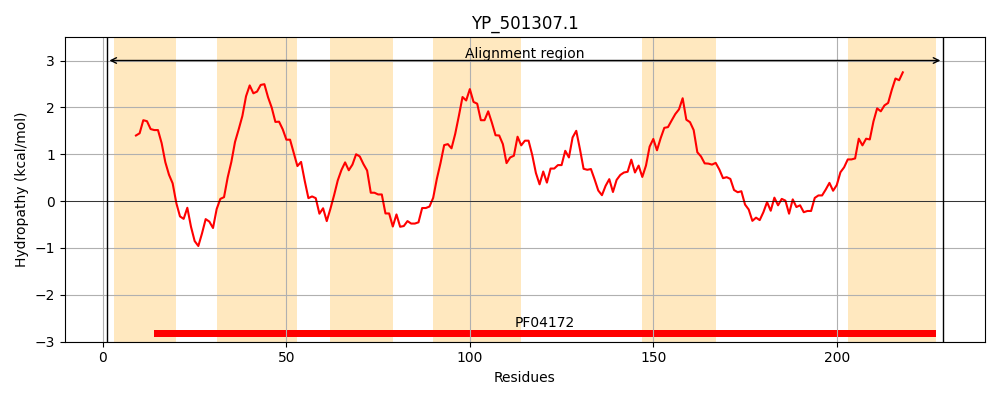 YP_501307.1
Alignment region
3
2
1
0
−1
−2
−3
Hydropathy (kcal/mol)
PF04172
0 50 100 150 200
Residues